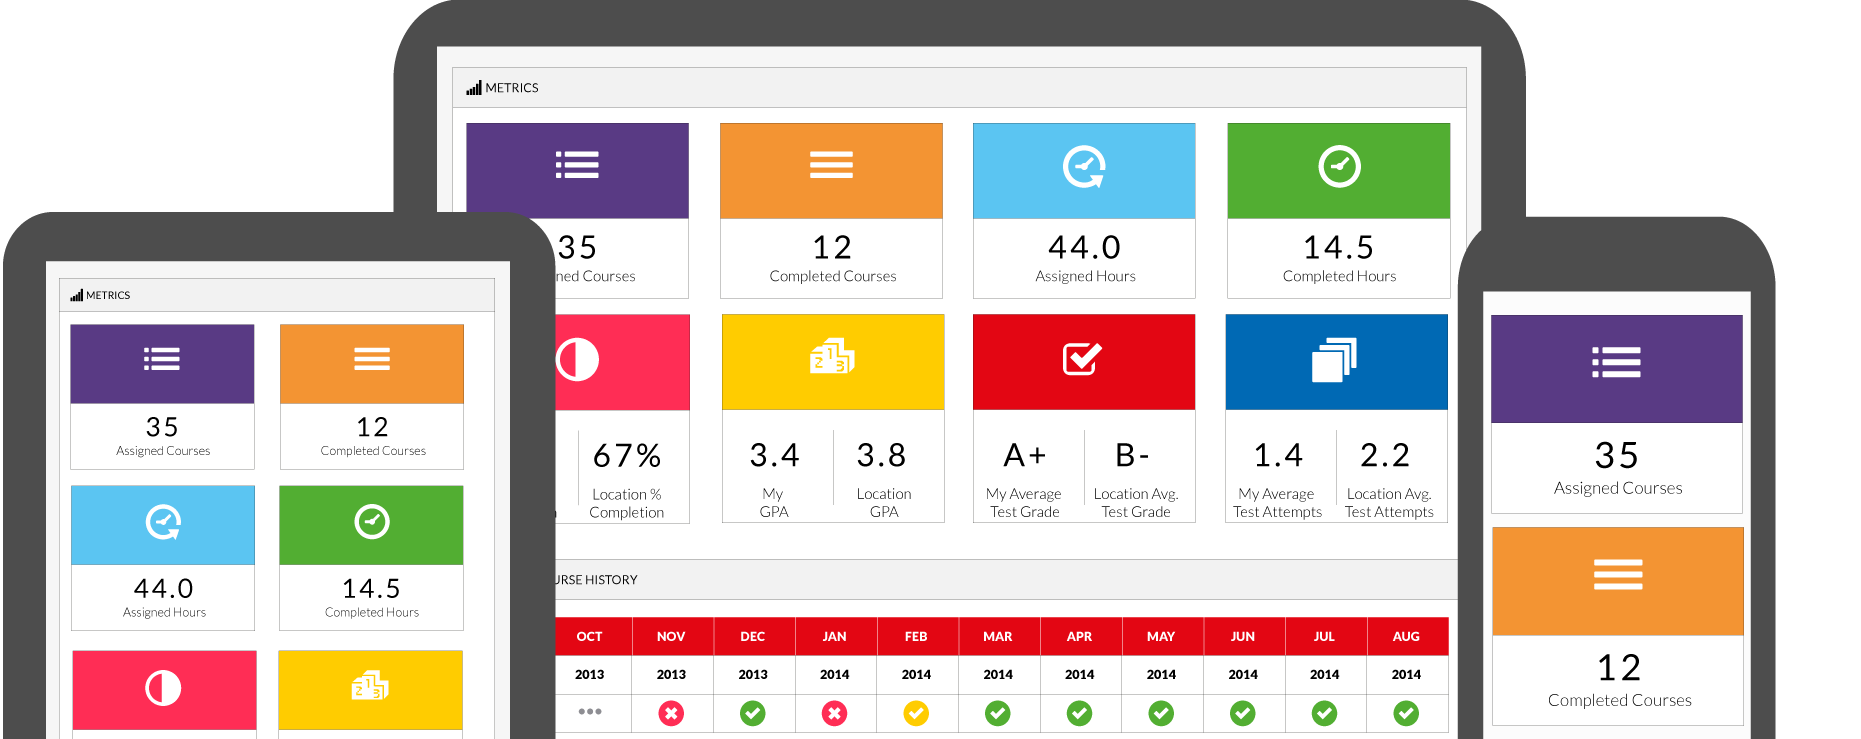 METRICS
35
12
44.0
14.5
ned Courses
Completed Courses
Assigned Hours
Completed Hours
67%
3.4
3.8
A+
B-
1.4
2.2
Location %
Completion
My
GPA
Location
GPA
My Average
Test Grade
Location Avg.
Test Grade
My Average
Test Attempts
Location Avg.
Test Attempts
URSE HISTORY
OCT NOV DEC JAN FEB MAR APR MAY JUN JUL AUG
2013 2013 2013 2014 2014 2014 2014 2014 2014 2014 2014
METRICS
35
12
Assigned Courses
Completed Courses
44.0
14.5
Assigned Hours
Completed Hours
2 1 3
35
Assigned Courses
12
Completed Courses